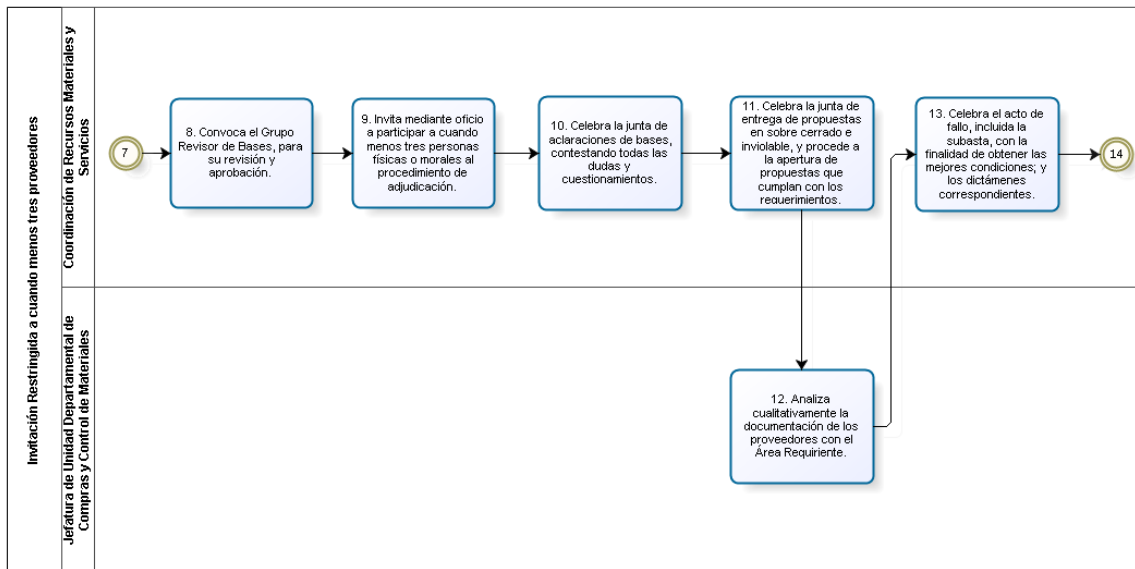 Invitación Restringida a cuando menos tres proveedores
Coordinación de Recursos Materiales y
Servicios
7
8. Convoca el Grupo
Revisor de Bases, para
su revisión y
aprobación.
9. Invita mediante oficio
a participar a cuando
menos tres personas
físicas o morales al
procedimiento de
adjudicación.
10. Celebra la junta de
aclaraciones de bases,
contestando todas las
dudas y
cuestionamientos.
11. Celebra la junta de
entrega de propuestas
en sobre cerrado e
inviolable, y procede a
la apertura de
propuestas que
cumplan con los
requerimientos.
13. Celebra el acto de
fallo, incluida la
subasta, con la
finalidad de obtener las
mejores condiciones; y
los dictámenes
correspondientes.
14
Jefatura de Unidad Departamental de
Compras y Control de Materiales
12. Analiza
cualitativamente la
documentación de los
proveedores con el
Área Requiriente.